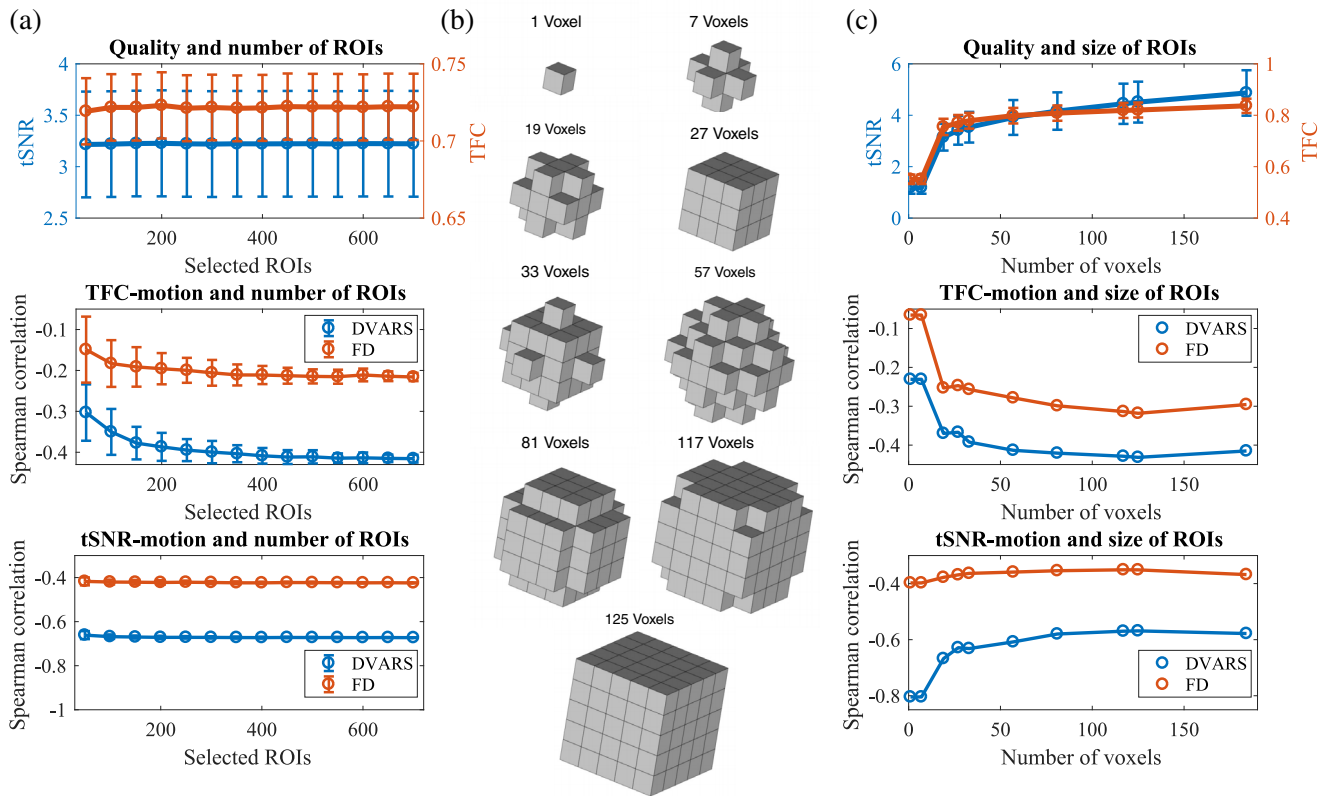 (a)
Quality and number of ROIs
4
3.5
3
2.5
tSNR
0.75
0.7
0.65
TFC
200
400
600
Selected ROIs
TFC-motion and number of ROIs
-0.1
-0.2
-0.3
-0.4
Spearman correlation
DVARS
FD
200
400
600
Selected ROIs
tSNR-motion and number of ROIs
-0.4
-0.6
-0.8
-1
Spearman correlation
DVARS
FD
200
400
600
Selected ROIs
(b)
1 Voxel
7 Voxels
19 Voxels
27 Voxels
33 Voxels
57 Voxels
81 Voxels
117 Voxels
125 Voxels
(c)
Quality and size of ROIs
6
4
2
0
tSNR
1
0.8
0.6
0.4
TFC
0
50
100
150
Number of voxels
TFC-motion and size of ROIs
-0.1
-0.2
-0.3
-0.4
Spearman correlation
DVARS
FD
0
50
100
150
Number of voxels
tSNR-motion and size of ROIs
-0.4
-0.6
-0.8
Spearman correlation
DVARS
FD
0
50
100
150
Number of voxels